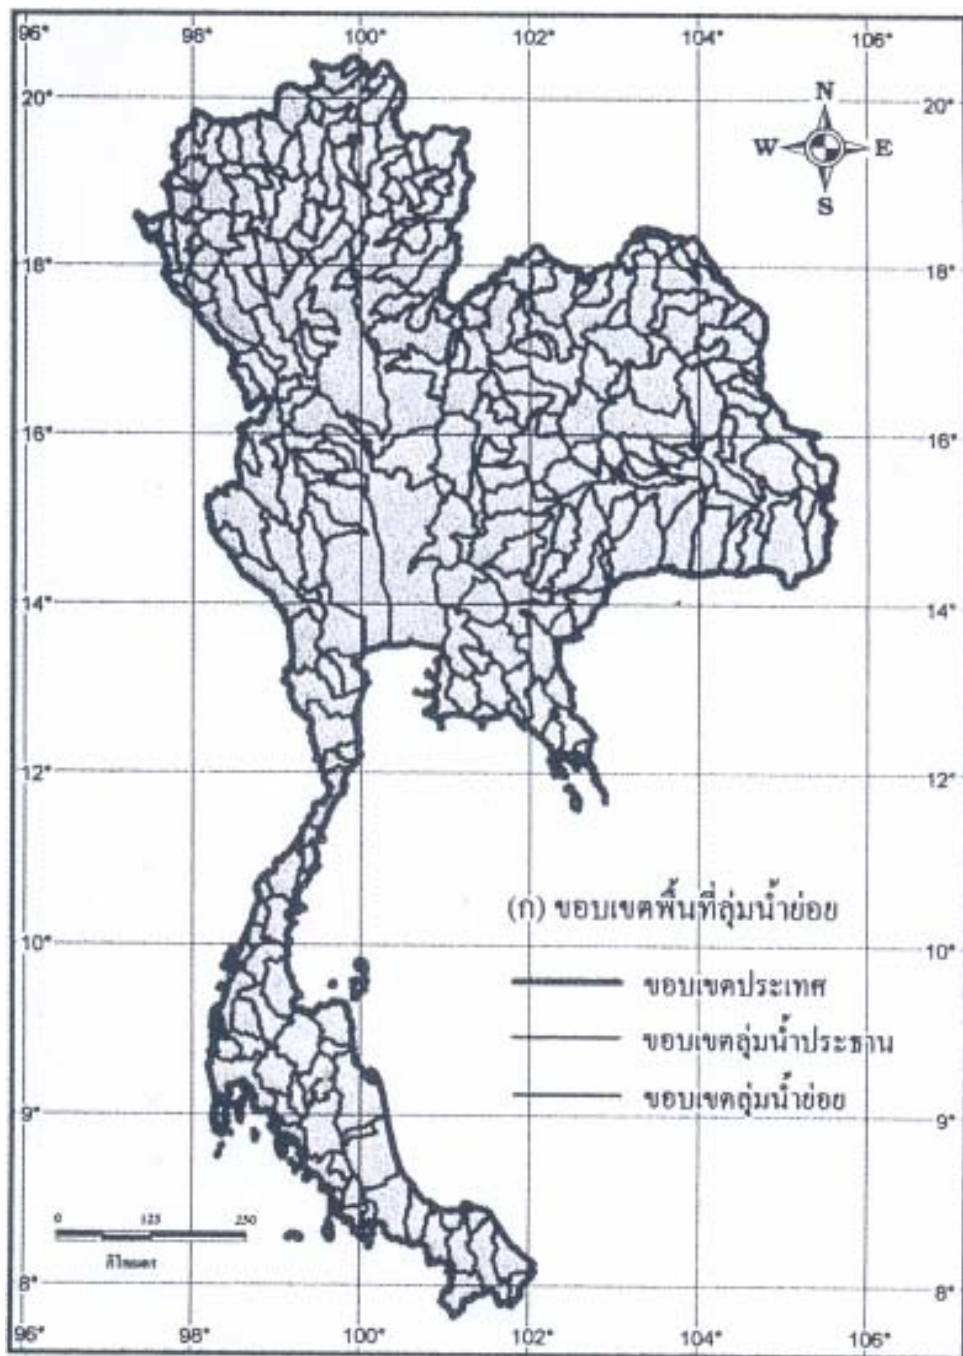 96° 98° 100° 102° 104° 106°
N
20° 20°
W E
S
18° 18°
16° 16°
14° 14°
12° 12°
(ก) ขอบเขตพื้นที่ลุ่มน้ำย่อย
10° 10°
ขอบเขตประเทศ
ขอบเขตลุ่มน้ำประธาน
ขอบเขตลุ่มน้ำย่อย
9° 9°
0 125 250
กิโลเมตร
8° 8°
96° 98° 100° 102° 104° 106°